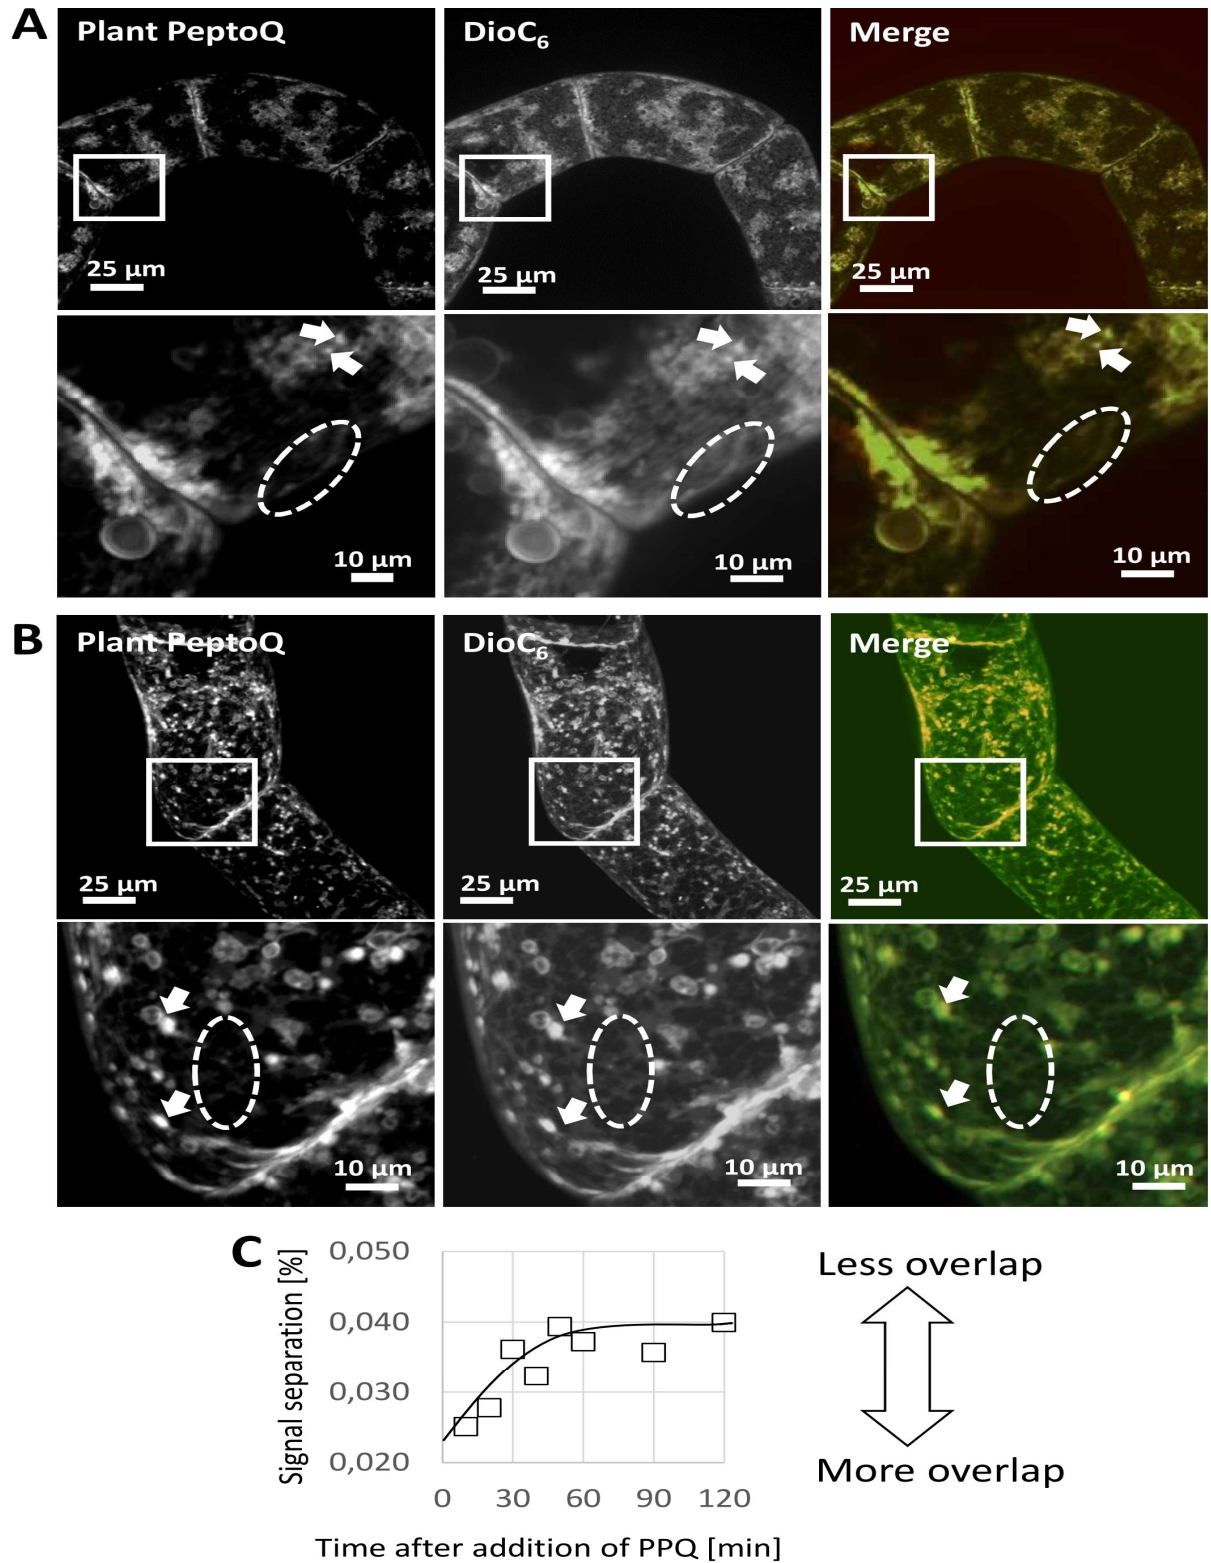 A
Plant PeptoQ
DioC6
Merge
25 µm
25 µm
25 µm
10 µm
10 µm
10 µm
B
Plant PeptoQ
DioC6
Merge
25 µm
25 µm
25 µm
10 µm
10 µm
10 µm
C
Signal separation [%]
0,050
0,040
0,030
0,020
0 30 60 90 120
Time after addition of PPQ [min]
Less overlap
More overlap